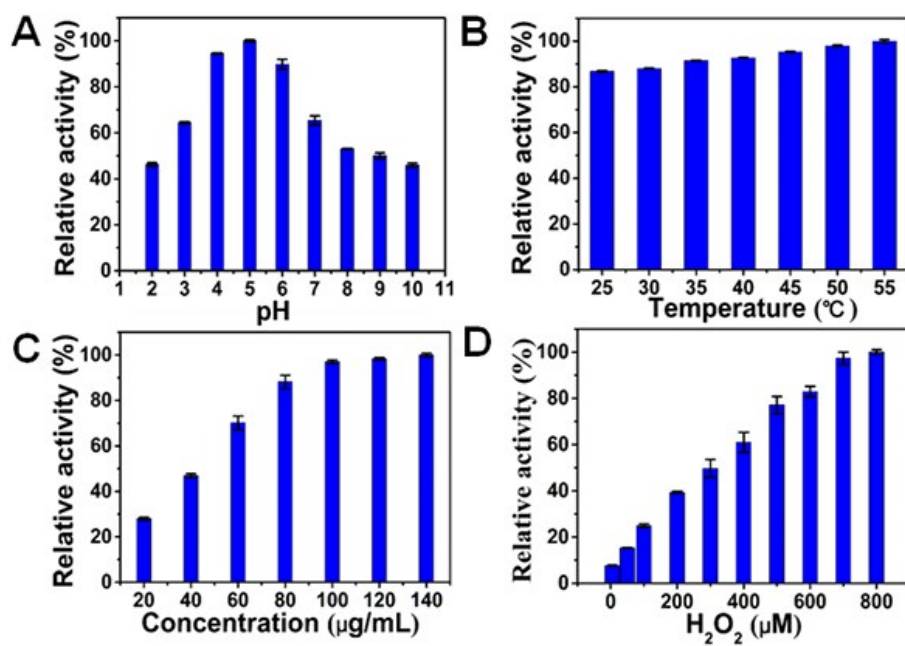 A
Relative activity (%)
100
80
60
40
20
0
1 2 3 4 5 6 7 8 9 10 11
pH
B
Relative activity (%)
100
80
60
40
20
0
25 30 35 40 45 50 55
Temperature (℃)
C
Relative activity (%)
100
80
60
40
20
0
20 40 60 80 100 120 140
Concentration (μg/mL)
D
Relative activity (%)
100
80
60
40
20
0
0 200 400 600 800
H₂O₂ (μM)